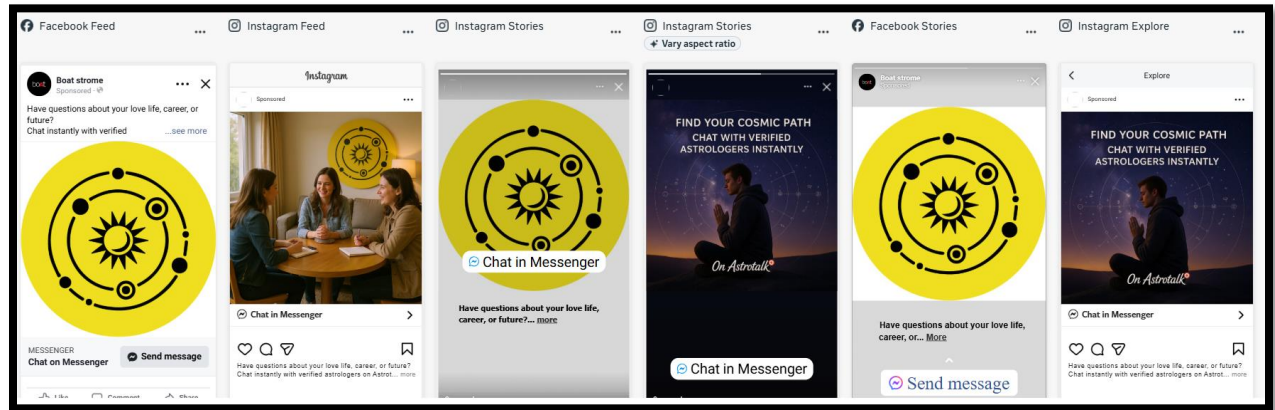 Facebook Feed
Instagram Feed
Instagram Stories
Instagram Stories
Vary aspect ratio
Facebook Stories
Instagram Explore
boat
Boat strome
Sponsored
Have questions about your love life, career, or
future?
Chat instantly with verified ...see more
MESSENGER
Chat on Messenger
Send message
Like Comment Share
Instagram
Sponsored
Chat in Messenger
Have questions about your love life, career, or future?
Chat instantly with verified astrologers on Astrot... more
Chat in Messenger
Have questions about your love life,
career, or future?... more
FIND YOUR COSMIC PATH
CHAT WITH VERIFIED
ASTROLOGERS INSTANTLY
On Astrotalk
Chat in Messenger
Boat strome
Sponsored
Have questions about your love life,
career, or... More
Send message
Explore
Sponsored
FIND YOUR COSMIC PATH
CHAT WITH VERIFIED
ASTROLOGERS INSTANTLY
On Astrotalk
Chat in Messenger
Have questions about your love life, career, or future?
Chat instantly with verified astrologers on Astrot... more